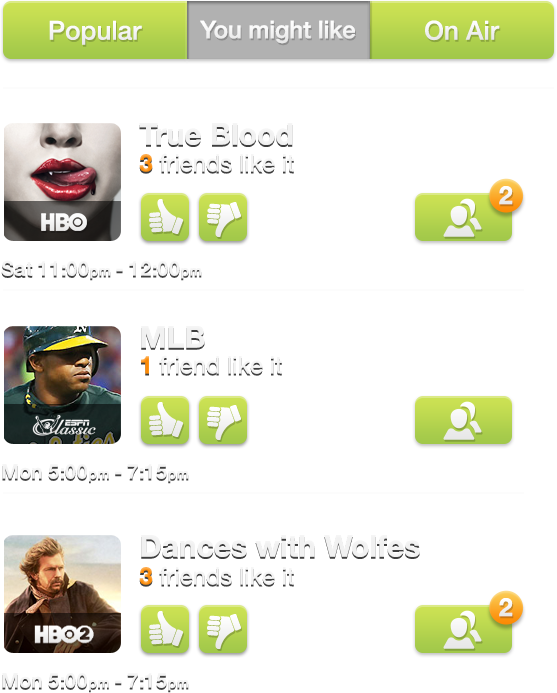 Popular
You might like
On Air
True Blood
3 friends like it
HBO
2
Sat 11:00pm - 12:00pm
MLB
1 friend like it
ESPN
Classic
Mon 5:00pm - 7:15pm
Dances with Wolfes
3 friends like it
HBO2
2
Mon 5:00pm - 7:15pm